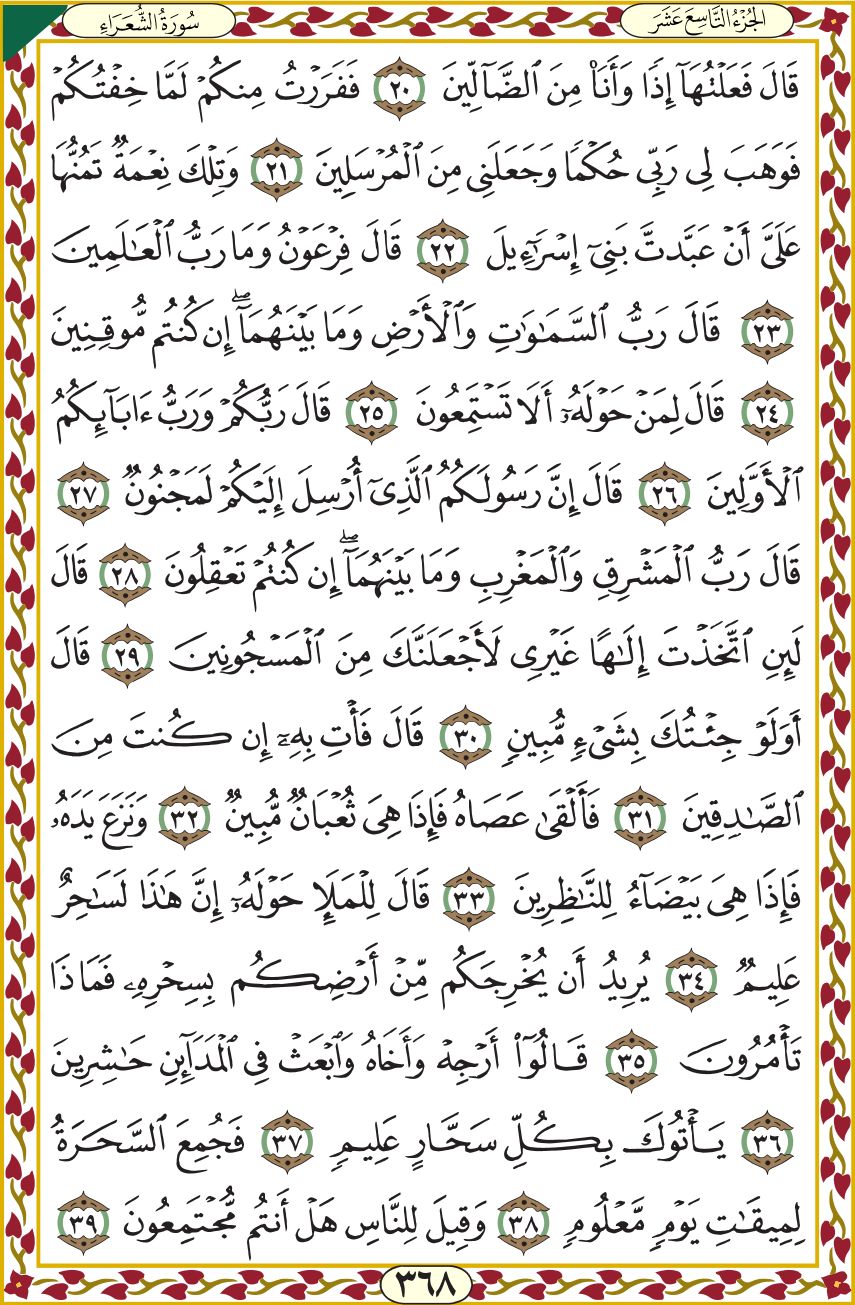 سُورَةُ الشُّعَرَاءِ
الجُزْءُ التَّاسِعَ عَشَرَ
قَالَ فَعَلْتُهَآ إِذًا وَأَنَا۠ مِنَ ٱلضَّآلِّينَ ٢٠ فَفَرَرْتُ مِنكُمْ لَمَّا خِفْتُكُمْ
فَوَهَبَ لِى رَبِّى حُكْمًا وَجَعَلَنِى مِنَ ٱلْمُرْسَلِينَ ٢١ وَتِلْكَ نِعْمَةٌ تَمُنُّهَا
عَلَىَّ أَنْ عَبَّدتَّ بَنِىٓ إِسْرَٰٓءِيلَ ٢٢ قَالَ فِرْعَوْنُ وَمَا رَبُّ ٱلْعَـٰلَمِينَ
٢٣ قَالَ رَبُّ ٱلسَّمَـٰوَٰتِ وَٱلْأَرْضِ وَمَا بَيْنَهُمَآ ۖ إِن كُنتُم مُّوقِنِينَ
٢٤ قَالَ لِمَنْ حَوْلَهُۥٓ أَلَا تَسْتَمِعُونَ ٢٥ قَالَ رَبُّكُمْ وَرَبُّ ءَابَآئِكُمُ
ٱلْأَوَّلِينَ ٢٦ قَالَ إِنَّ رَسُولَكُمُ ٱلَّذِىٓ أُرْسِلَ إِلَيْكُمْ لَمَجْنُونٌ ٢٧
قَالَ رَبُّ ٱلْمَشْرِقِ وَٱلْمَغْرِبِ وَمَا بَيْنَهُمَآ ۖ إِن كُنتُمْ تَعْقِلُونَ ٢٨ قَالَ
لَئِنِ ٱتَّخَذْتَ إِلَـٰهًا غَيْرِى لَأَجْعَلَنَّكَ مِنَ ٱلْمَسْجُونِينَ ٢٩ قَالَ
أَوَلَوْ جِئْتُكَ بِشَىْءٍ مُّبِينٍ ٣٠ قَالَ فَأْتِ بِهِۦٓ إِن كُنتَ مِنَ
ٱلصَّـٰدِقِينَ ٣١ فَأَلْقَىٰ عَصَاهُ فَإِذَا هِىَ ثُعْبَانٌ مُّبِينٌ ٣٢ وَنَزَعَ يَدَهُۥ
فَإِذَا هِىَ بَيْضَآءُ لِلنَّـٰظِرِينَ ٣٣ قَالَ لِلْمَلَإِ حَوْلَهُۥٓ إِنَّ هَـٰذَا لَسَـٰحِرٌ
عَلِيمٌ ٣٤ يُرِيدُ أَن يُخْرِجَكُم مِّنْ أَرْضِكُم بِسِحْرِهِۦ فَمَاذَا
تَأْمُرُونَ ٣٥ قَالُوٓا۟ أَرْجِهْ وَأَخَاهُ وَٱبْعَثْ فِى ٱلْمَدَآئِنِ حَـٰشِرِينَ
٣٦ يَأْتُوكَ بِكُلِّ سَحَّارٍ عَلِيمٍ ٣٧ فَجُمِعَ ٱلسَّحَرَةُ
لِمِيقَـٰتِ يَوْمٍ مَّعْلُومٍ ٣٨ وَقِيلَ لِلنَّاسِ هَلْ أَنتُم مُّجْتَمِعُونَ ٣٩
٣٦٨